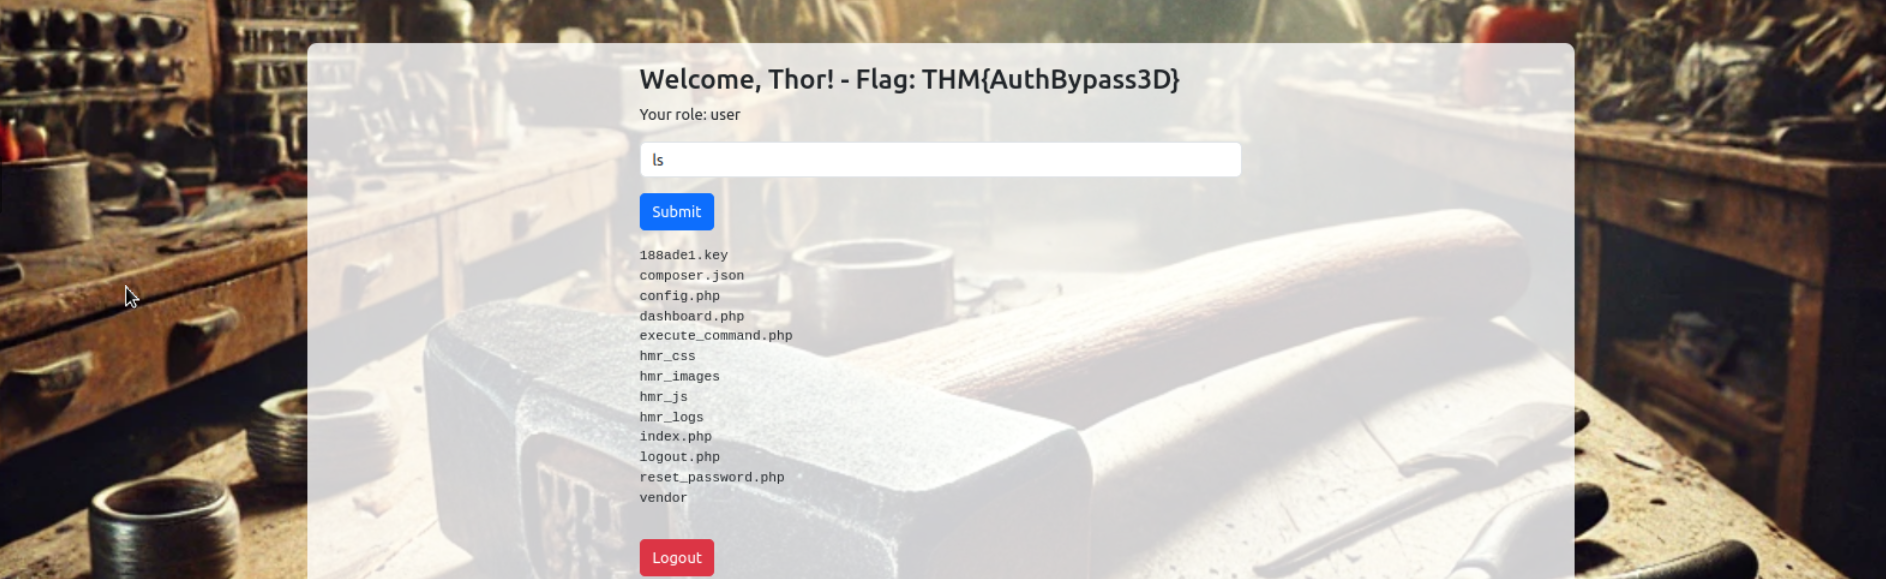 Welcome, Thor! - Flag: THM{AuthBypass3D}
Your role: user
ls
Submit
188ade1.key
composer.json
config.php
dashboard.php
execute_command.php
hmr_css
hmr_images
hmr_js
hmr_logs
index.php
logout.php
reset_password.php
vendor
Logout